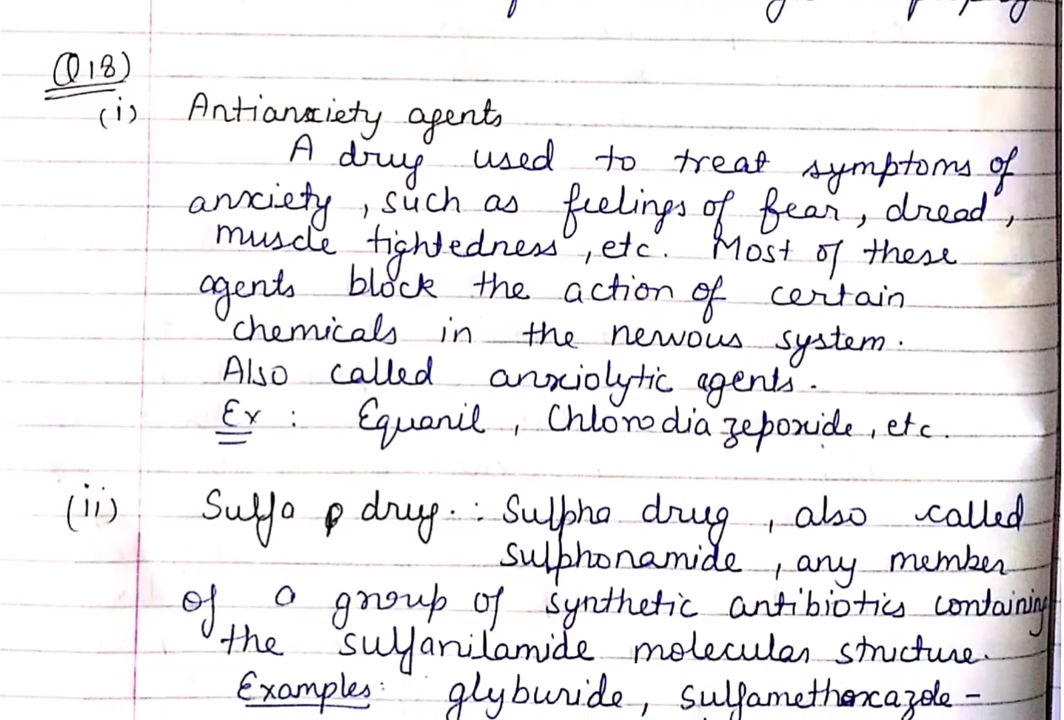 Q18)
(i) Antianxiety agents
A drug used to treat symptoms of
anxiety, such as feelings of fear, dread,
muscle tightedness, etc. Most of these
agents block the action of certain
chemicals in the nervous system.
Also called anxiolytic agents.
Ex : Equanil, Chlorodiazepoxide, etc.
(ii) Sulfa drug. : Sulpha drug, also called
sulphonamide, any member
of a group of synthetic antibiotics containing
the sulfanilamide molecular structure.
Examples: glyburide, sulfamethoxazole -